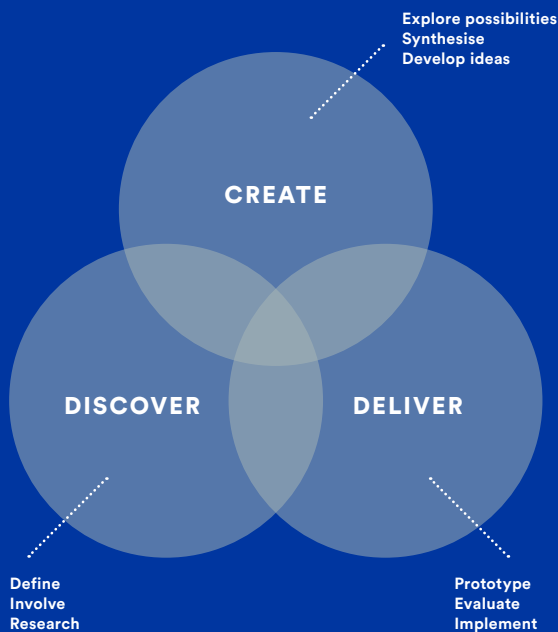 Explore possibilities
Synthesise
Develop ideas
CREATE
DISCOVER
DELIVER
Define
Involve
Research
Prototype
Evaluate
Implement